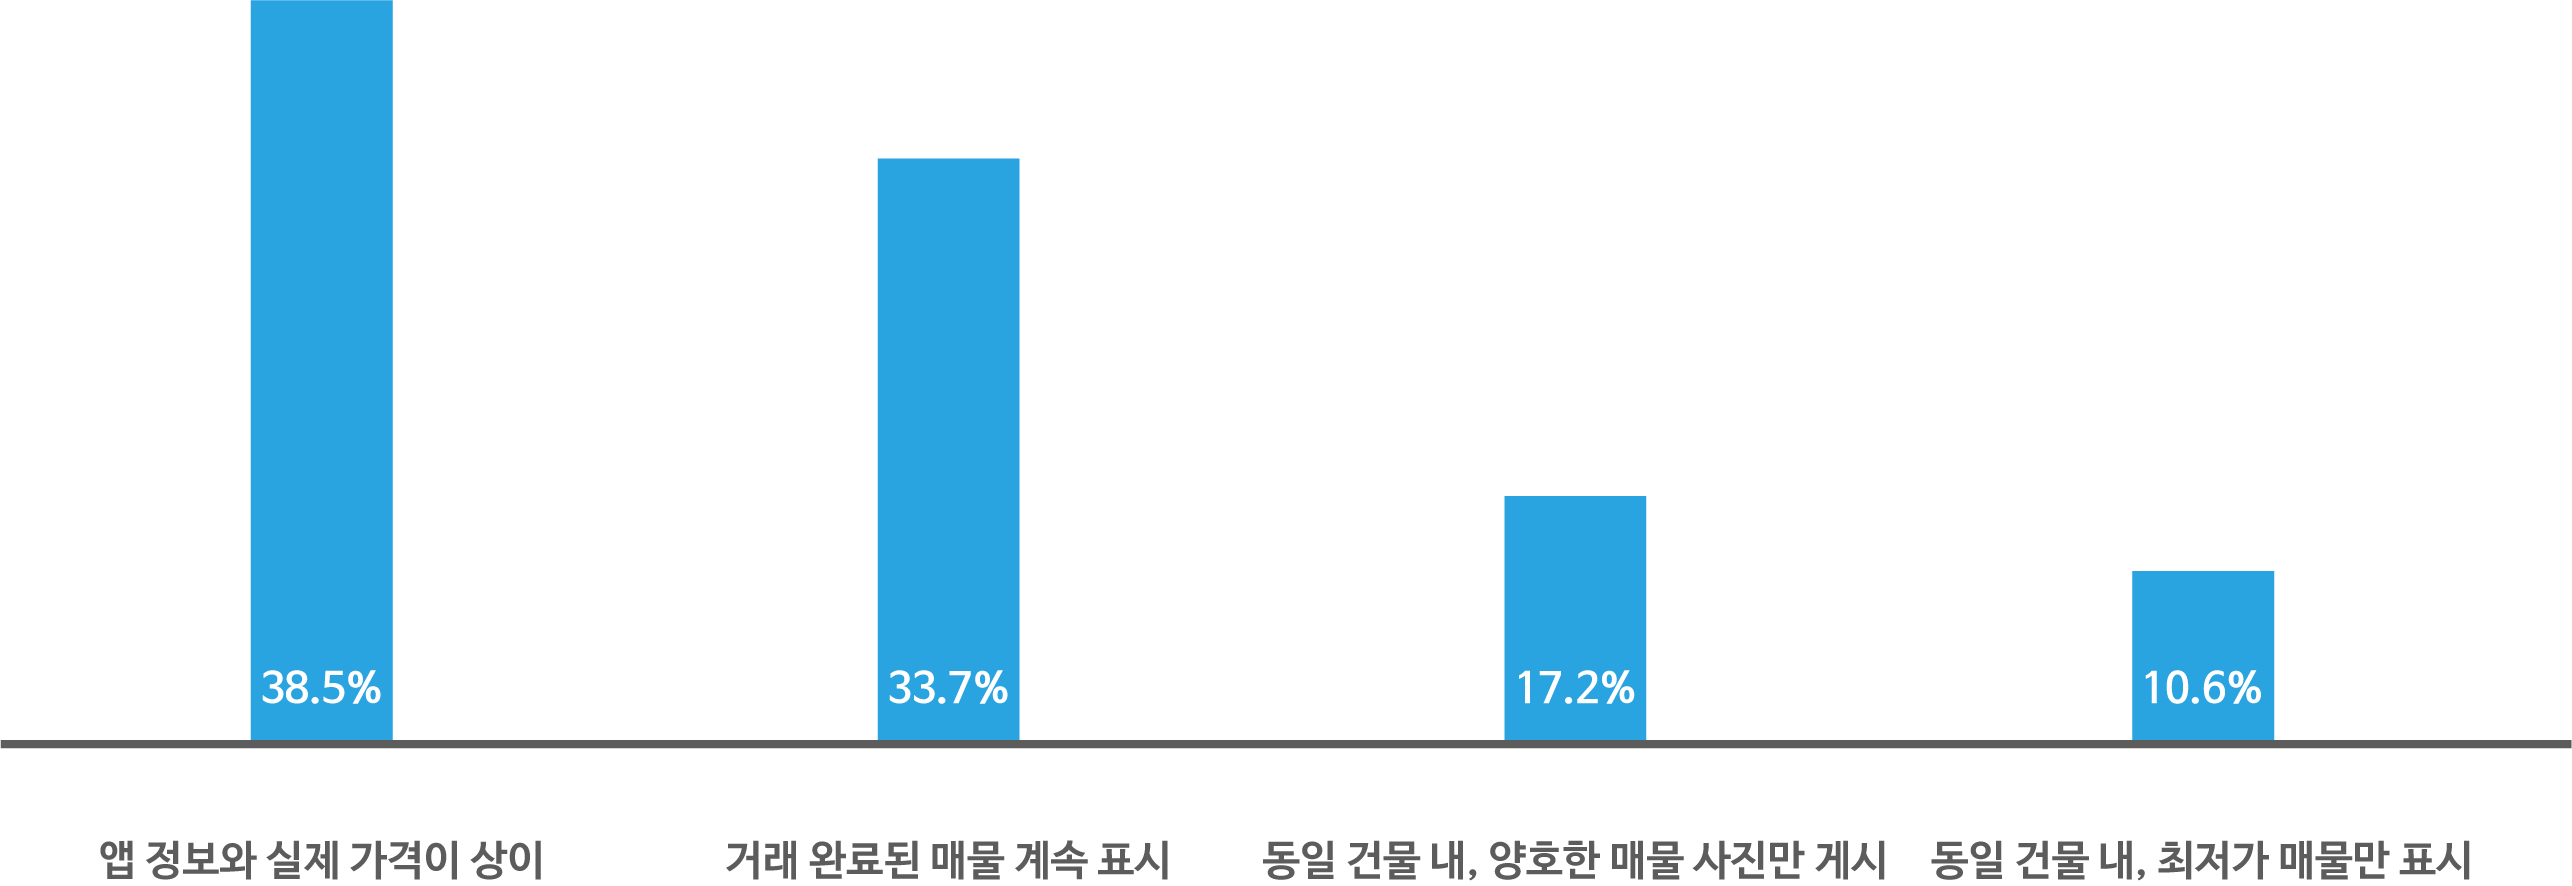 38.5%
33.7%
17.2%
10.6%
앱 정보와 실제 가격이 상이
거래 완료된 매물 계속 표시
동일 건물 내, 양호한 매물 사진만 게시
동일 건물 내, 최저가 매물만 표시